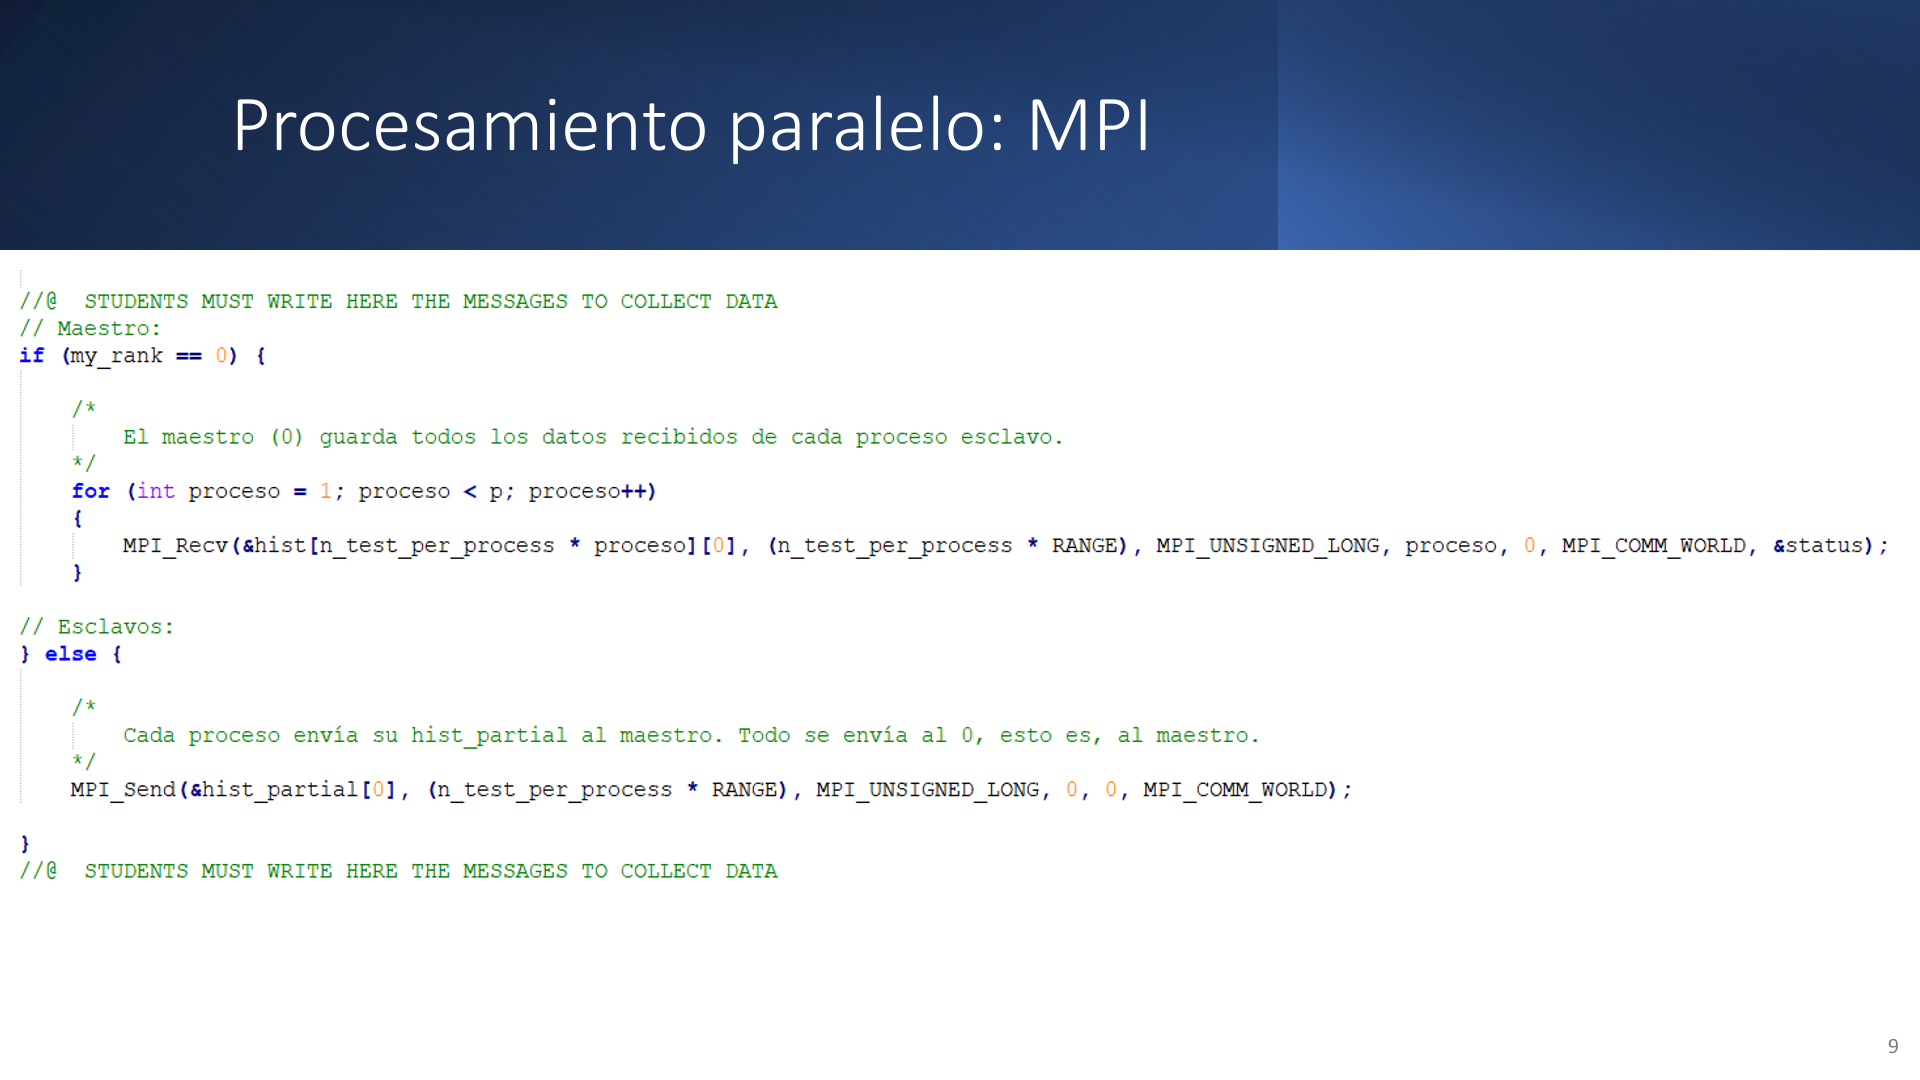 Procesamiento paralelo: MPI
//@  STUDENTS MUST WRITE HERE THE MESSAGES TO COLLECT DATA
// Maestro:
if (my_rank == 0) {
/*
El maestro (0) guarda todos los datos recibidos de cada proceso esclavo.
*/
for (int proceso = 1; proceso < p; proceso++)
{
MPI_Recv(&hist[n_test_per_process * proceso][0], (n_test_per_process * RANGE), MPI_UNSIGNED_LONG, proceso, 0, MPI_COMM_WORLD, &status);
}
// Esclavos:
} else {
/*
Cada proceso envía su hist_partial al maestro. Todo se envía al 0, esto es, al maestro.
*/
MPI_Send(&hist_partial[0], (n_test_per_process * RANGE), MPI_UNSIGNED_LONG, 0, 0, MPI_COMM_WORLD);
}
//@  STUDENTS MUST WRITE HERE THE MESSAGES TO COLLECT DATA
9